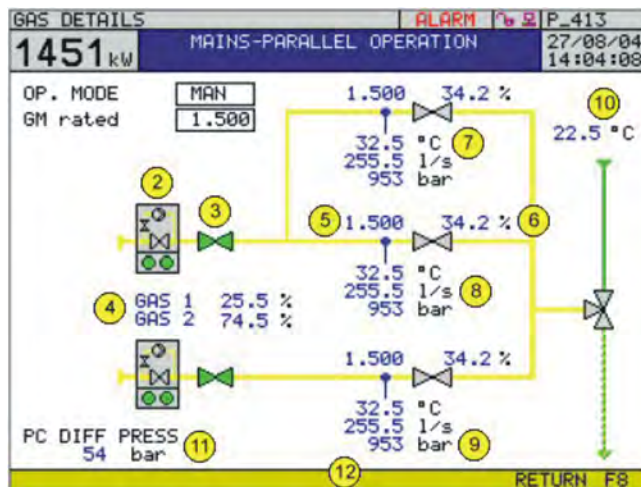 GAS DETAILS ALARM P_413
1451 kW MAINS-PARALLEL OPERATION 27/08/04
14:04:08
OP. MODE MAN
GM rated 1.500
1.500 34.2 %
32.5 °C
255.5 l/s
953 bar
7
10
22.5 °C
2
3
5
1.500 34.2 %
6
32.5 °C
255.5 l/s
953 bar
8
4
GAS 1 25.5 %
GAS 2 74.5 %
1.500 34.2 %
32.5 °C
255.5 l/s
953 bar
9
PC DIFF PRESS
54 bar
11
12
RETURN F8